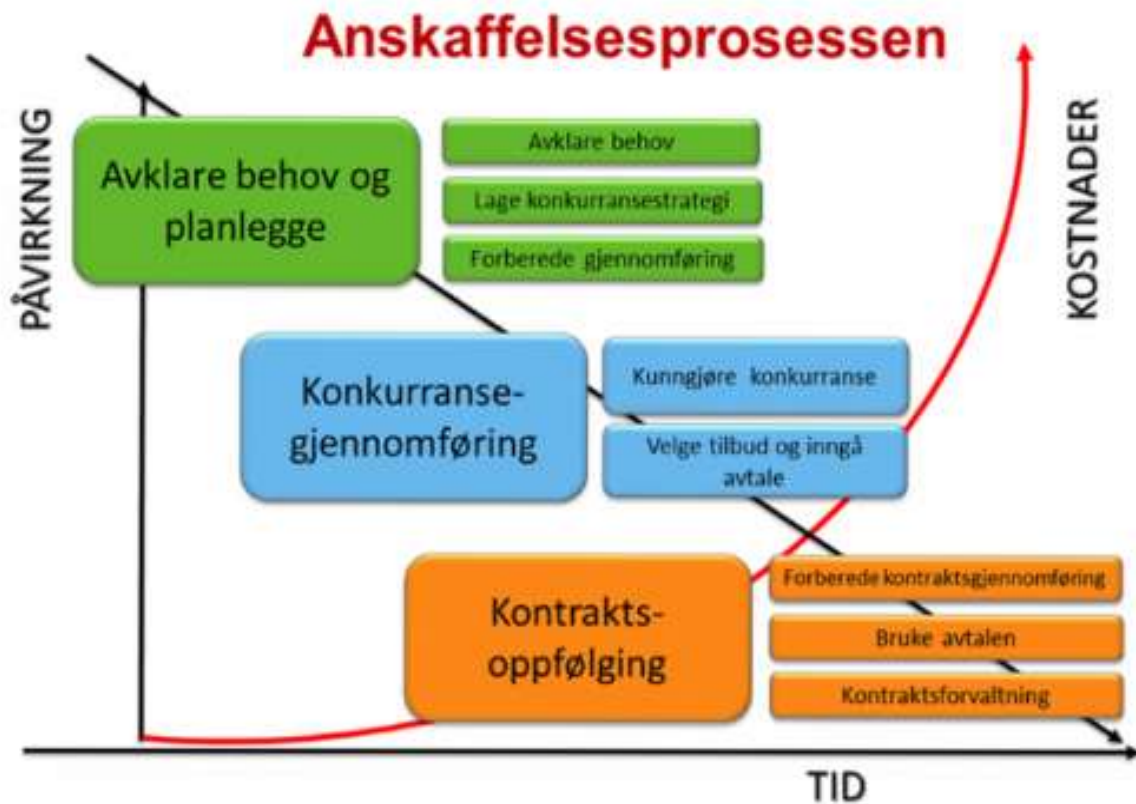 Anskaffelsesprosessen
PÅVIRKNING
KOSTNADER
Avklare behov og
planlegge
Avklare behov
Lage konkurransestrategi
Forberede gjennomføring
Konkurranse-
gjennomføring
Kunngjøre konkurranse
Velge tilbud og inngå
avtale
Kontrakts-
oppfølging
Forberede kontraktsgjennomføring
Bruke avtalen
Kontraktsforvaltning
TID